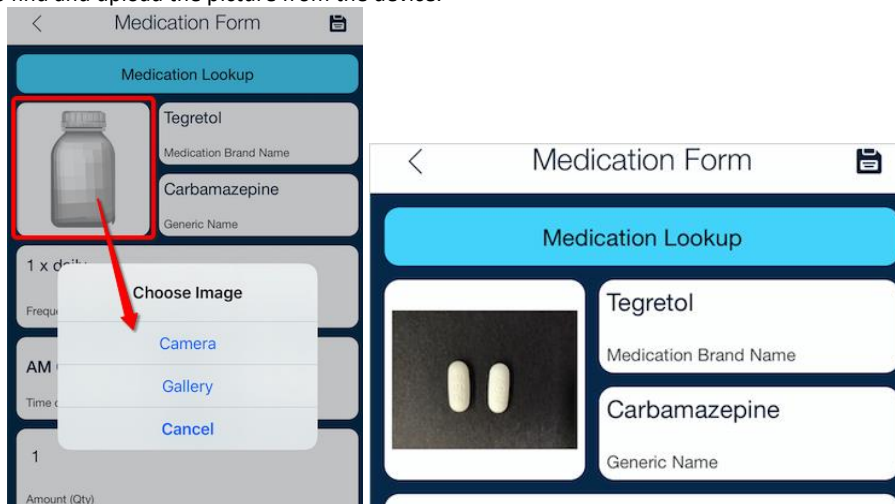 find and upload the picture from the device.
Medication Form
Medication Lookup
Tegretol
Medication Brand Name
Carbamazepine
Generic Name
1 x daily
Choose Image
Camera
Gallery
Cancel
AM
Time
1
Amount (Qty)
Medication Form
Medication Lookup
Tegretol
Medication Brand Name
Carbamazepine
Generic Name